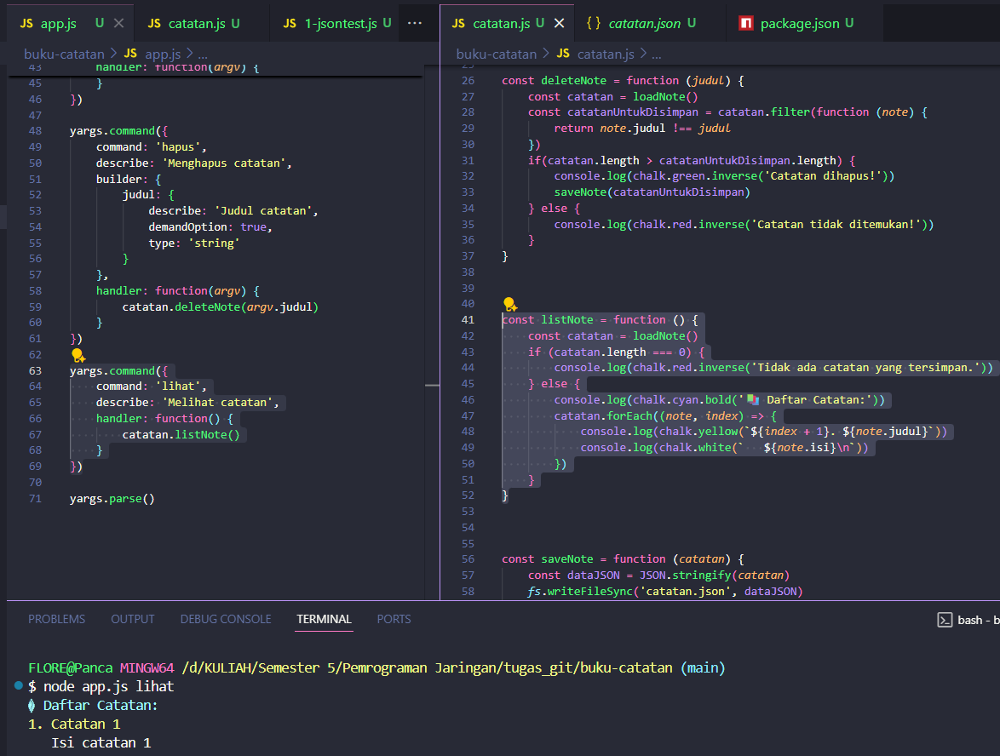 JS app.js U
JS catatan.js U
JS 1-jsontest.js U ···
buku-catatan > JS app.js > ...
43 handler: function(argv) {
45 }
46 })
47
48 yargs.command({
49 command: 'hapus',
50 describe: 'Menghapus catatan',
51 builder: {
52 judul: {
53 describe: 'Judul catatan',
54 demandOption: true,
55 type: 'string'
56 }
57 },
58 handler: function(argv) {
59 catatan.deleteNote(argv.judul)
60 }
61 })
62
63 yargs.command({
64 command: 'lihat',
65 describe: 'Melihat catatan',
66 handler: function() {
67 catatan.listNote()
68 }
69 })
70
71 yargs.parse()
JS catatan.js U
{} catatan.json U
package.json U
buku-catatan > JS catatan.js > ...
25
26 const deleteNote = function (judul) {
27 const catatan = loadNote()
28 const catatanUntukDisimpan = catatan.filter(function (note) {
29 return note.judul !== judul
30 })
31 if(catatan.length > catatanUntukDisimpan.length) {
32 console.log(chalk.green.inverse('Catatan dihapus!'))
33 saveNote(catatanUntukDisimpan)
34 } else {
35 console.log(chalk.red.inverse('Catatan tidak ditemukan!'))
36 }
37 }
38
39
40
41 const listNote = function () {
42 const catatan = loadNote()
43 if (catatan.length === 0) {
44 console.log(chalk.red.inverse('Tidak ada catatan yang tersimpan.'))
45 } else {
46 console.log(chalk.cyan.bold('📚 Daftar Catatan:'))
47 catatan.forEach((note, index) => {
48 console.log(chalk.yellow(`${index + 1}. ${note.judul}`))
49 console.log(chalk.white(`   ${note.isi}\n`))
50 })
51 }
52 }
53
54
55
56 const saveNote = function (catatan) {
57 const dataJSON = JSON.stringify(catatan)
58 fs.writeFileSync('catatan.json', dataJSON)
PROBLEMS OUTPUT DEBUG CONSOLE TERMINAL PORTS
bash - b
FLORE@Panca MINGW64 /d/KULIAH/Semester 5/Pemrograman Jaringan/tugas_git/buku-catatan (main)
$ node app.js lihat
Daftar Catatan:
1. Catatan 1
Isi catatan 1